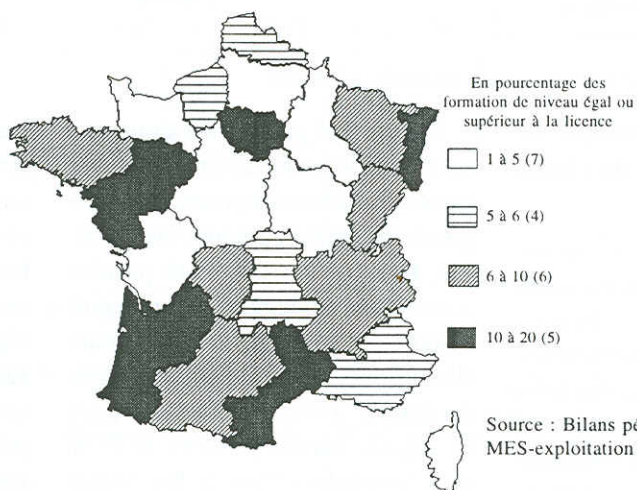 En pourcentage des
formation de niveau égal ou
supérieur à la licence
1 à 5 (7)
5 à 6 (4)
6 à 10 (6)
10 à 20 (5)
Source : Bilans
MES-exploitation